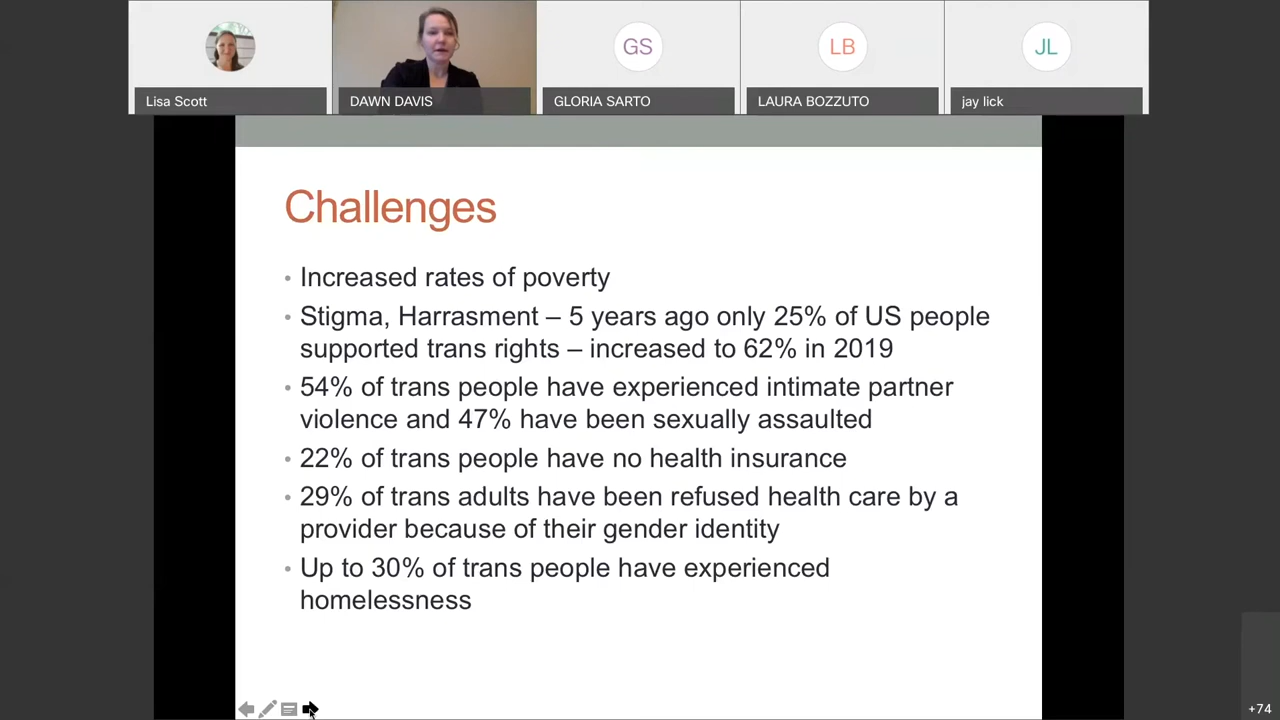 GS
LB
JL
Lisa Scott
DAWN DAVIS
GLORIA SARTO
LAURA BOZZUTO
jay lick
Challenges
• Increased rates of poverty
• Stigma, Harrasment – 5 years ago only 25% of US people
supported trans rights – increased to 62% in 2019
• 54% of trans people have experienced intimate partner
violence and 47% have been sexually assaulted
• 22% of trans people have no health insurance
• 29% of trans adults have been refused health care by a
provider because of their gender identity
• Up to 30% of trans people have experienced
homelessness
+74